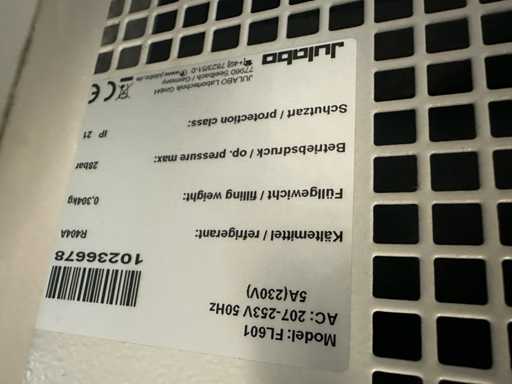 Model: FL601
AC: 207-253V 50Hz
5A(230V)
10236678
Kältemittel / refrigerant: R404A
Füllgewicht / filling weight: 0,304kg
Betriebsdruck / op. pressure max: 28bar
Schutzart / protection class: IP 21
Julabo
JULABO Labortechnik GmbH
77960 Seelbach / Germany
CE